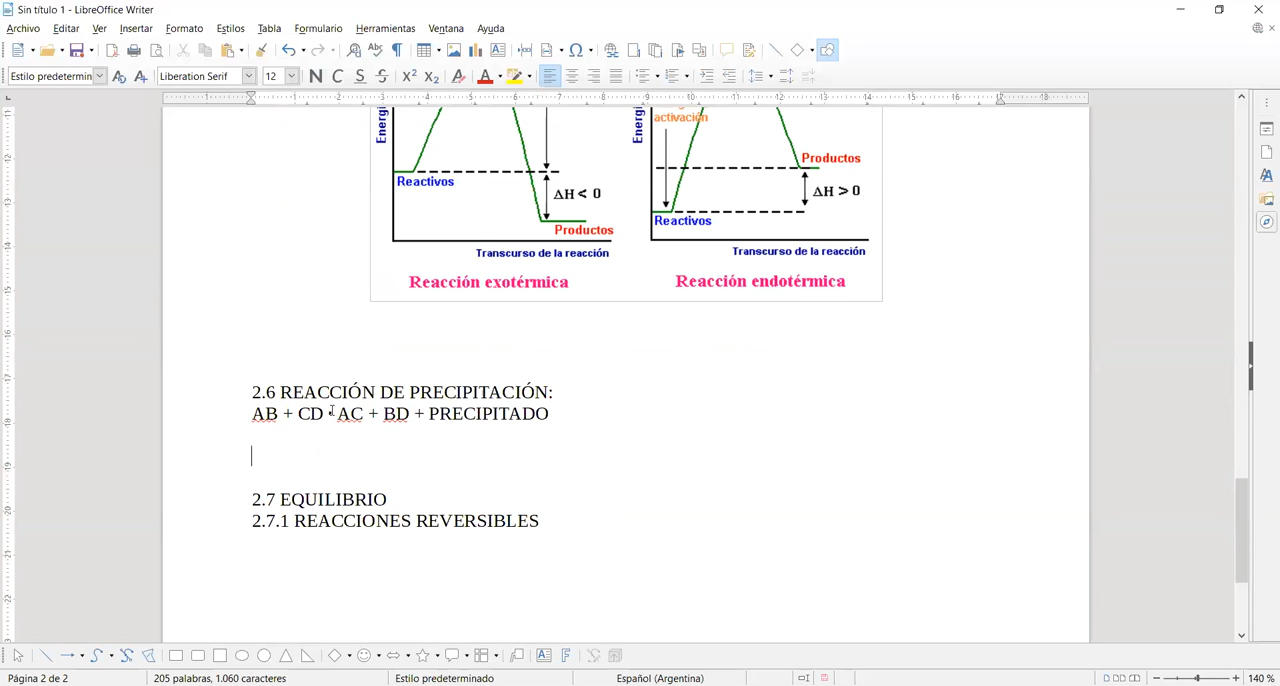 Sin título 1 - LibreOffice Writer
Archivo Editar Ver Insertar Formato Estilos Tabla Formulario Herramientas Ventana Ayuda
Estilo predetermin Liberation Serif 12
activación
Productos
Reactivos
ΔH < 0
ΔH > 0
Reactivos
Productos
Transcurso de la reacción
Transcurso de la reacción
Reacción exotérmica
Reacción endotérmica
2.6 REACCIÓN DE PRECIPITACIÓN:
AB + CD AC + BD + PRECIPITADO
2.7 EQUILIBRIO
2.7.1 REACCIONES REVERSIBLES
Página 2 de 2 205 palabras, 1.060 caracteres Estilo predeterminado Español (Argentina) 140 %